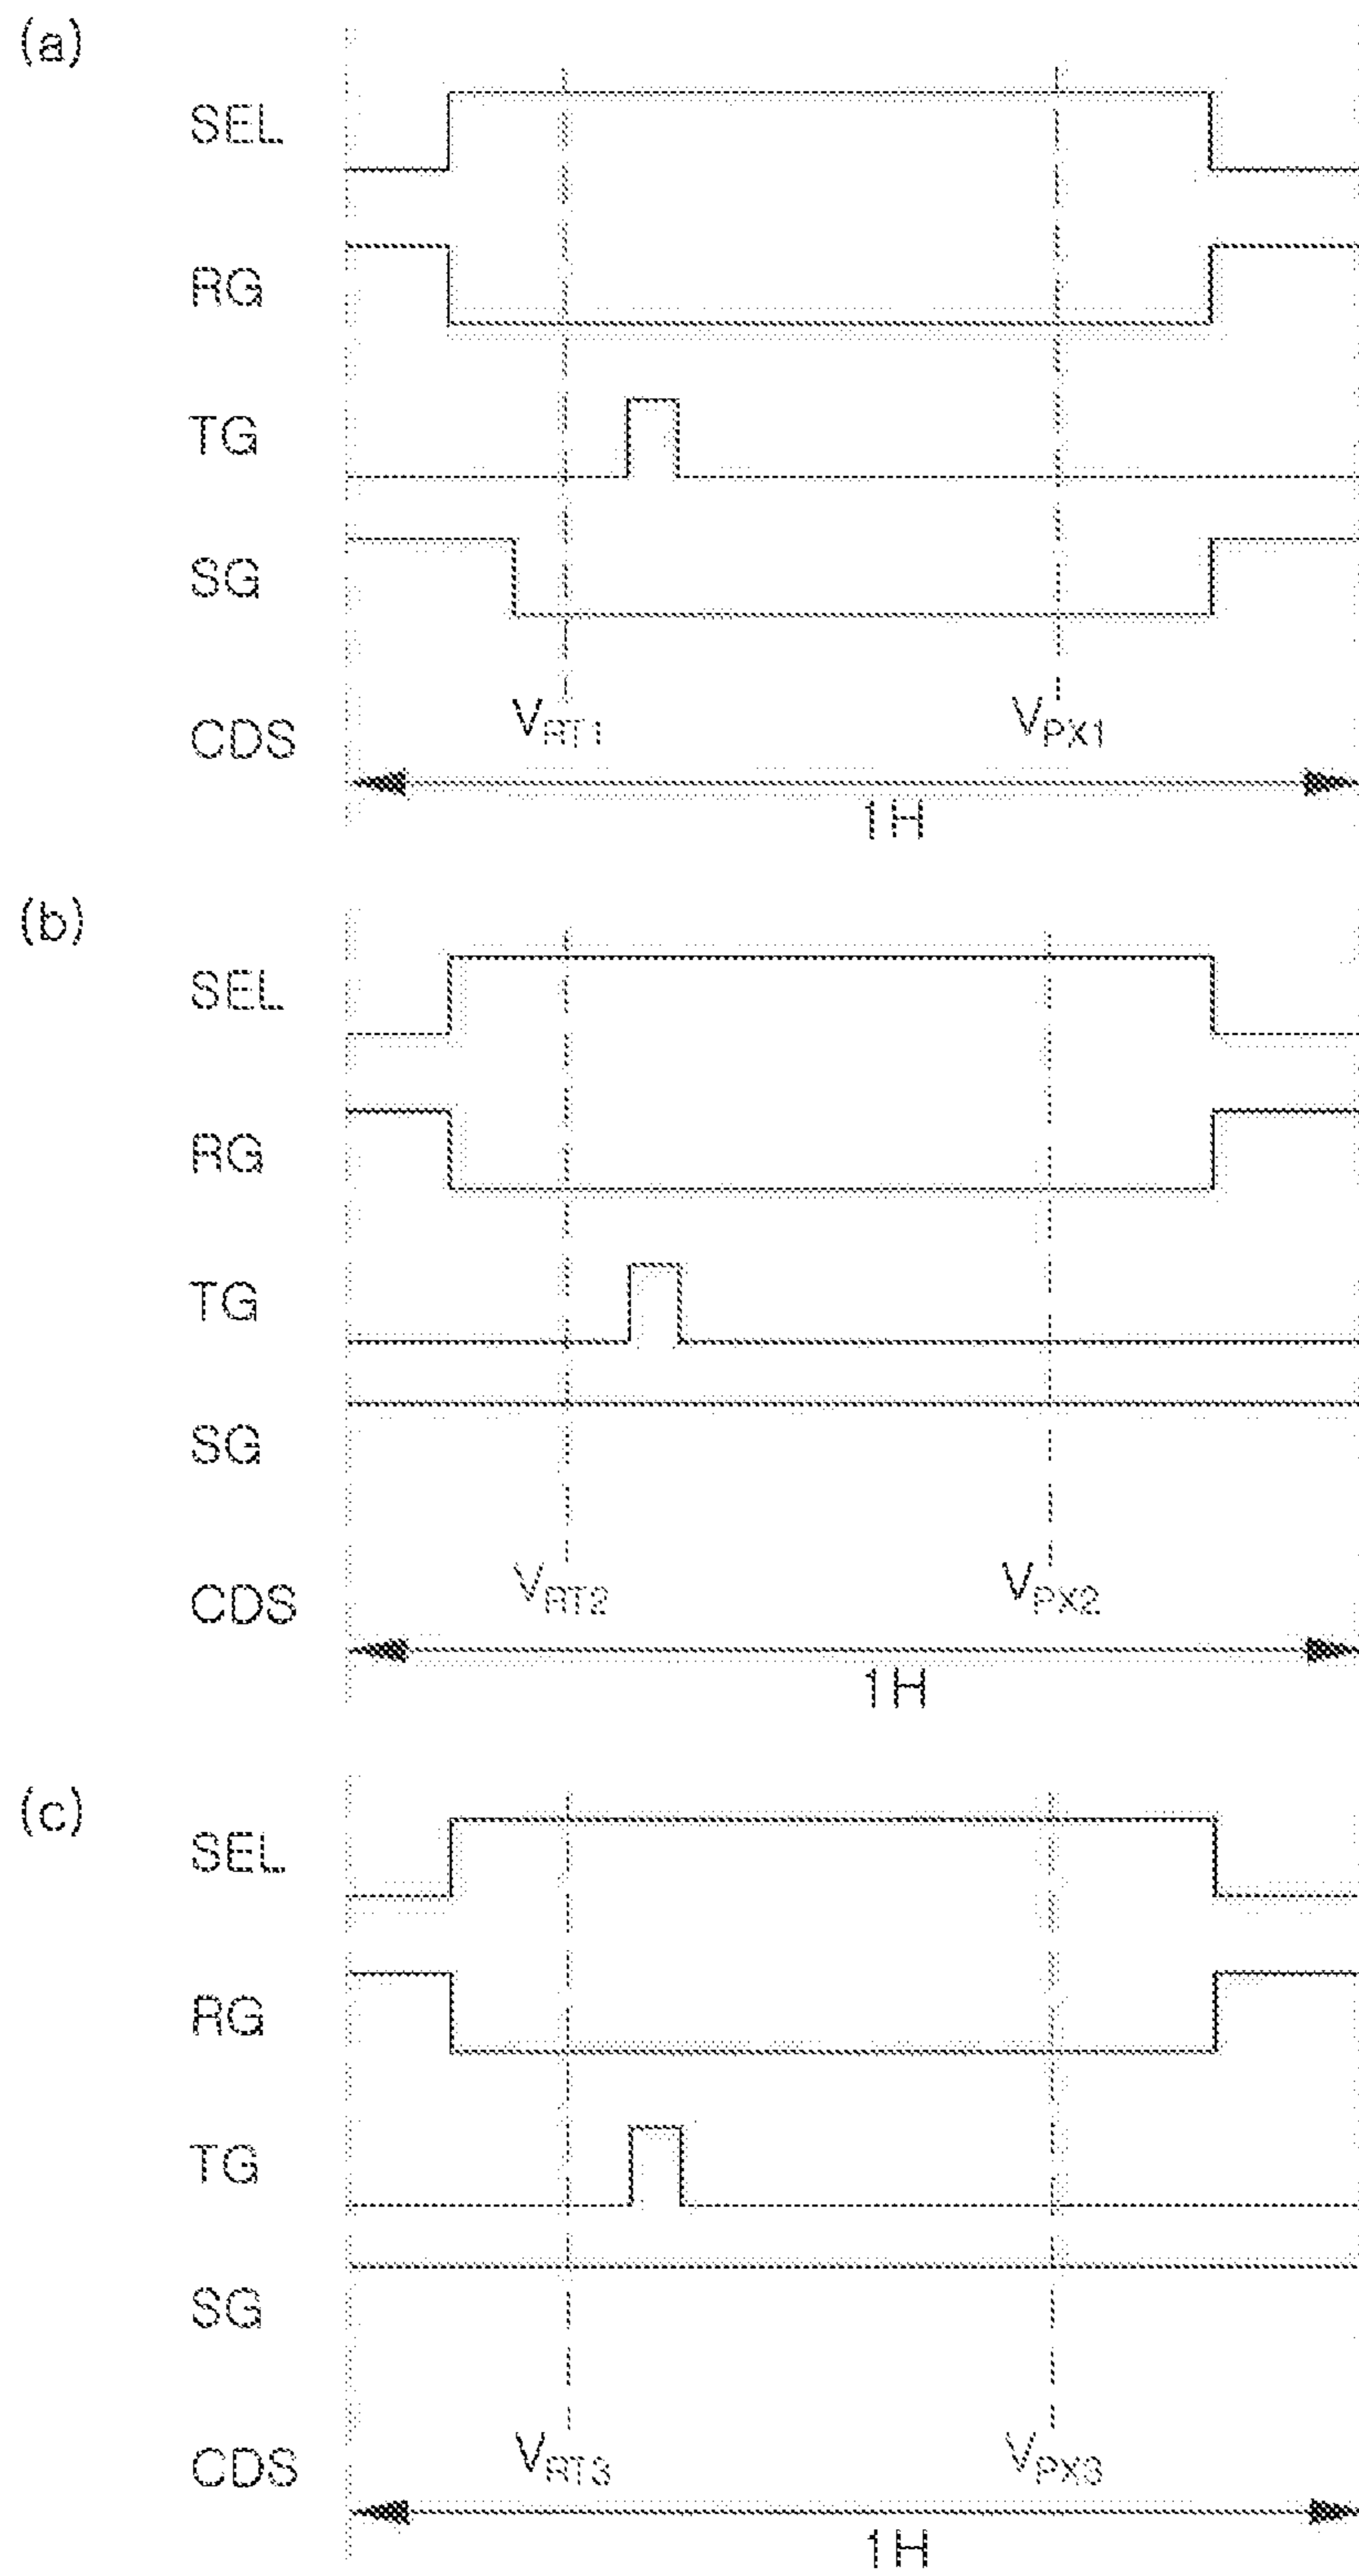 (a)
SEL
RG
TG
SG
CDS
VRT1
VPX1
1H
(b)
SEL
RG
TG
SG
CDS
VRT2
VPX2
1H
(c)
SEL
RG
TG
SG
CDS
VRT3
VPX3
1H